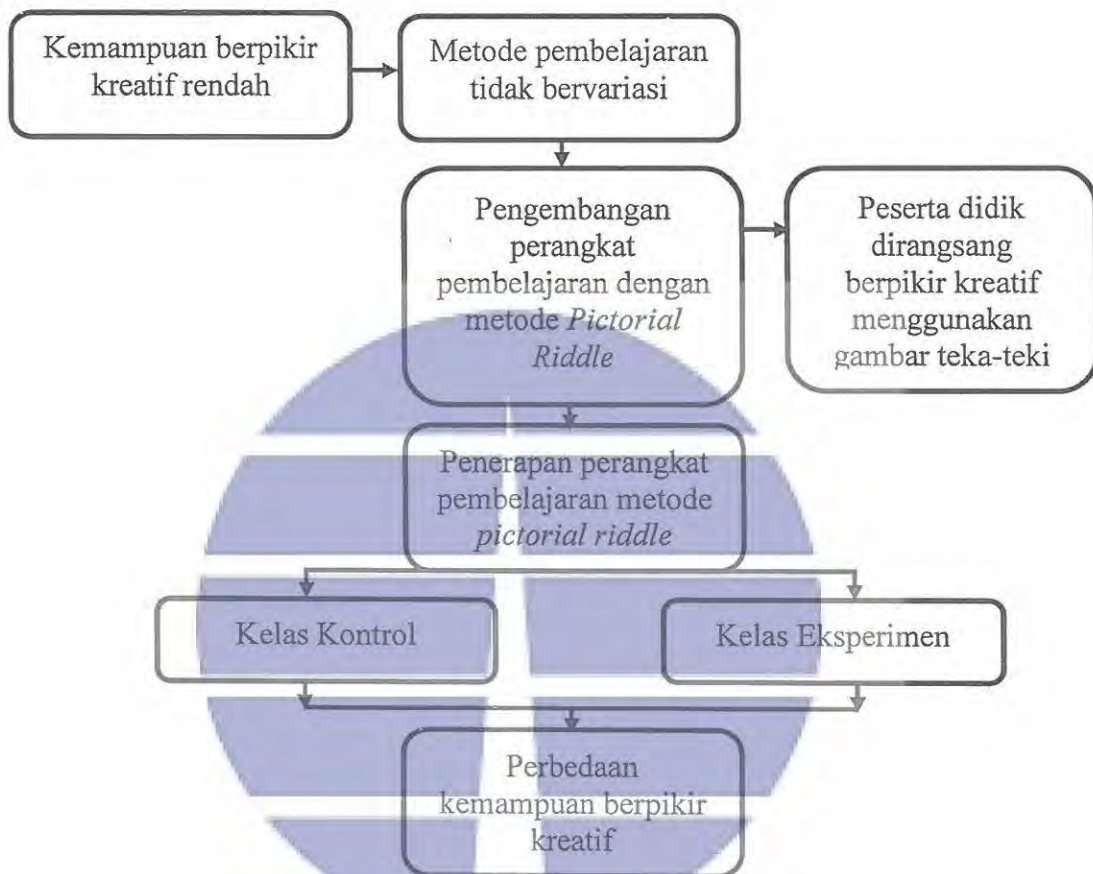 Kemampuan berpikir
kreatif rendah
Metode pembelajaran
tidak bervariasi
Pengembangan
perangkat
pembelajaran dengan
metode Pictorial
Riddle
Peserta didik
dirangsang
berpikir kreatif
menggunakan
gambar teka-teki
Penerapan perangkat
pembelajaran metode
pictorial riddle
Kelas Kontrol
Kelas Eksperimen
Perbedaan
kemampuan berpikir
kreatif